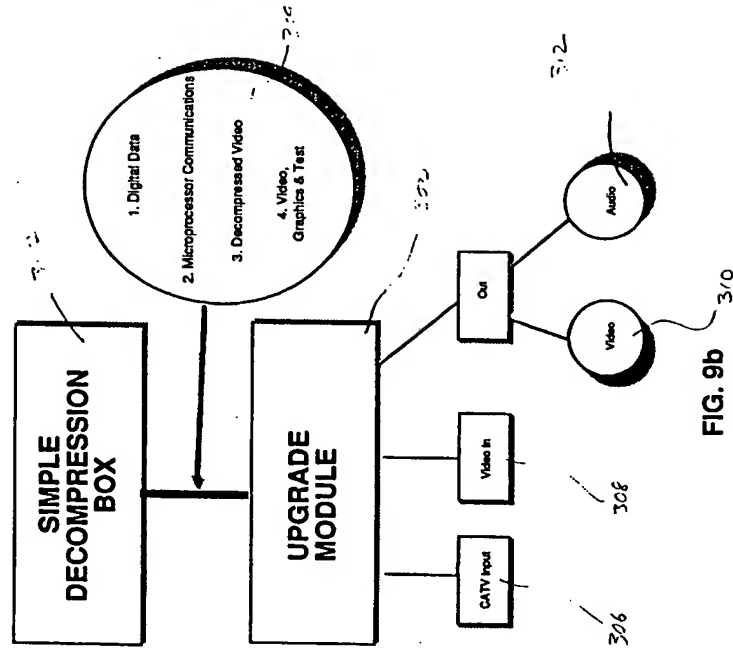 SIMPLE
DECOMPRESSION
BOX
1. Digital Data
2. Microprocessor Communications
3. Decompressed Video
4. Video,
Graphics & Test
UPGRADE
MODULE
CATV Input
Video In
Out
Video
Audio
306
308
310
312
FIG. 9b